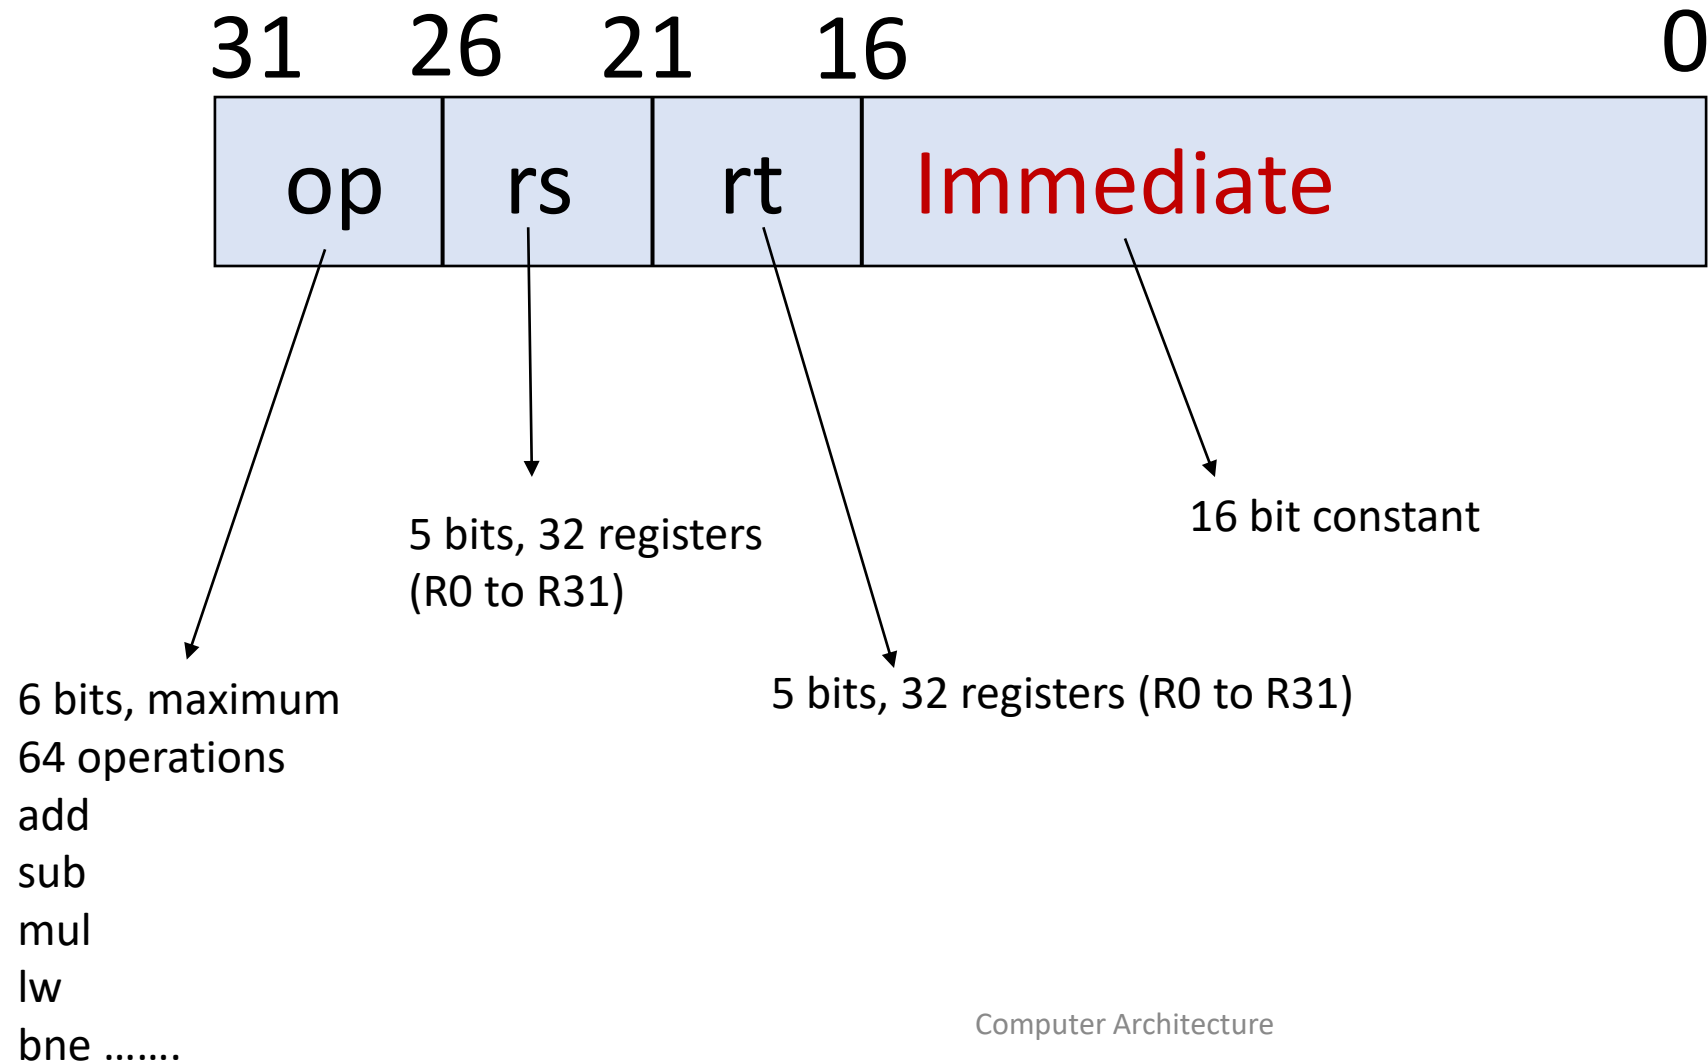 31 26 21 16 0
op rs rt Immediate
5 bits, 32 registers
(R0 to R31)
16 bit constant
6 bits, maximum
64 operations
add
sub
mul
lw
bne …….
5 bits, 32 registers (R0 to R31)
Computer Architecture